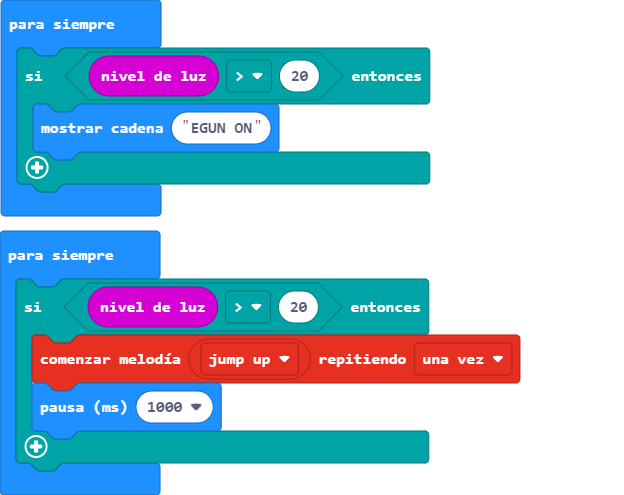 para siempre
si nivel de luz > 20 entonces
mostrar cadena "EGUN ON"
para siempre
si nivel de luz > 20 entonces
comenzar melodía jump up repitiendo una vez
pausa (ms) 1000